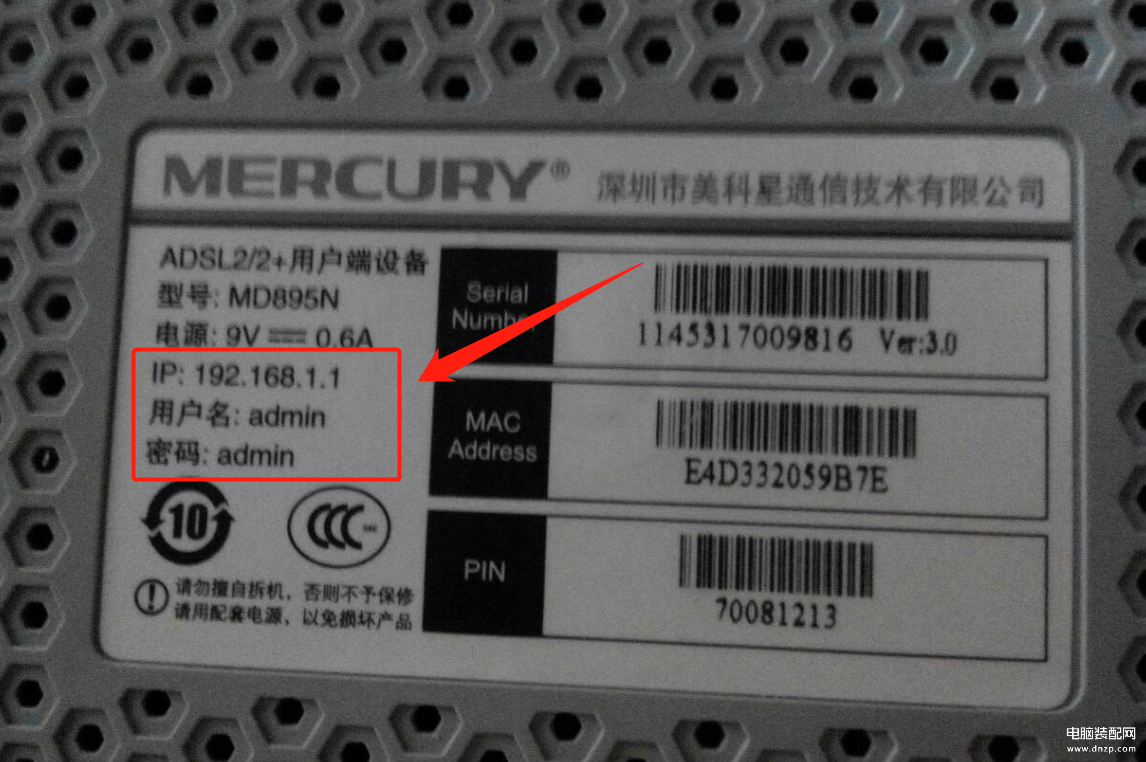 MERCURY® 深圳市美科星通信技术有限公司
ADSL2/2+用户端设备
型号: MD895N
电源: 9V 0.6A
IP: 192.168.1.1
用户名: admin
密码: admin
10
CCC
请勿擅自拆机，否则不予保修
请用配套电源、以免损坏产品
Serial
Number
1145317009816 Ver:3.0
MAC
Address
E4D332059B7E
PIN
70081213
电脑装配网
www.dnzp.com